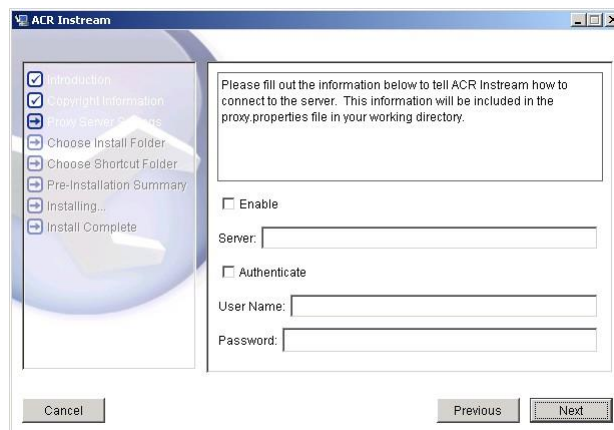 ACR Instream
Introduction
Copyright Information
Proxy Server Settings
Choose Install Folder
Choose Shortcut Folder
Pre-Installation Summary
Installing...
Install Complete
Please fill out the information below to tell ACR Instream how to
connect to the server. This information will be included in the
proxy.properties file in your working directory.
Enable
Server:
Authenticate
User Name:
Password:
Cancel
Previous
Next